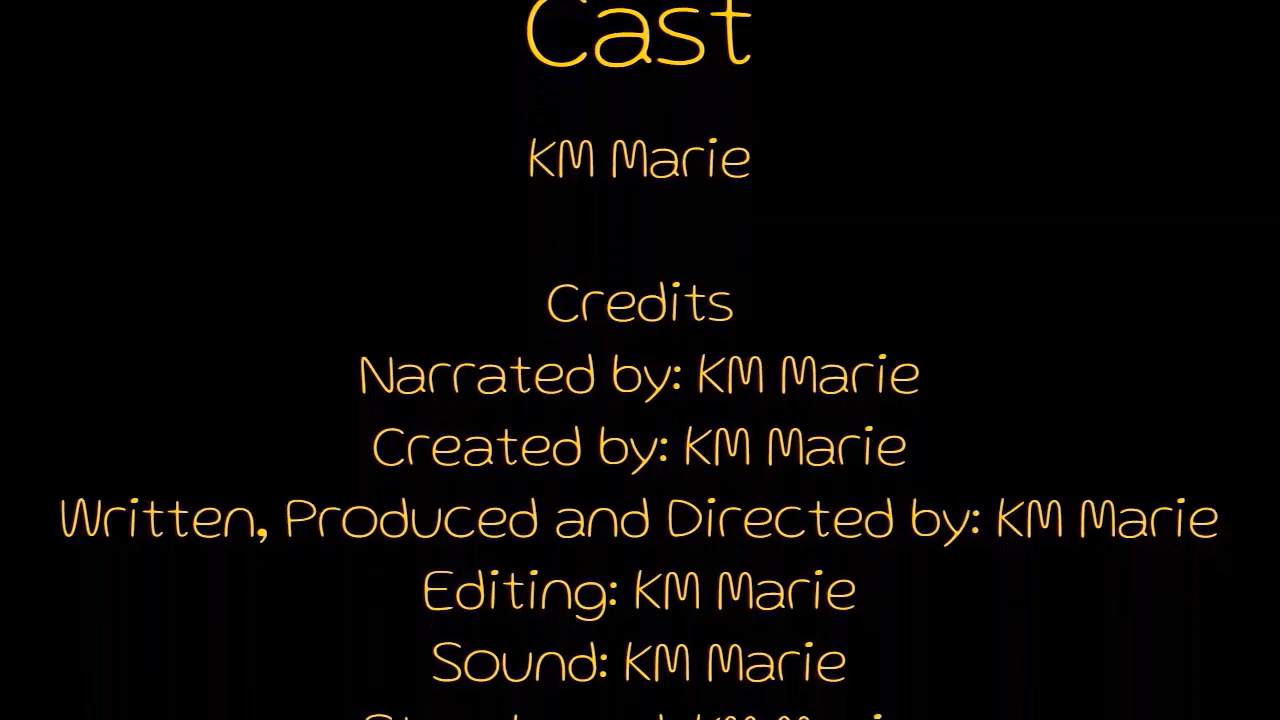 Cast
KM Marie
Credits
Narrated by: KM Marie
Created by: KM Marie
Written, Produced and Directed by: KM Marie
Editing: KM Marie
Sound: KM Marie